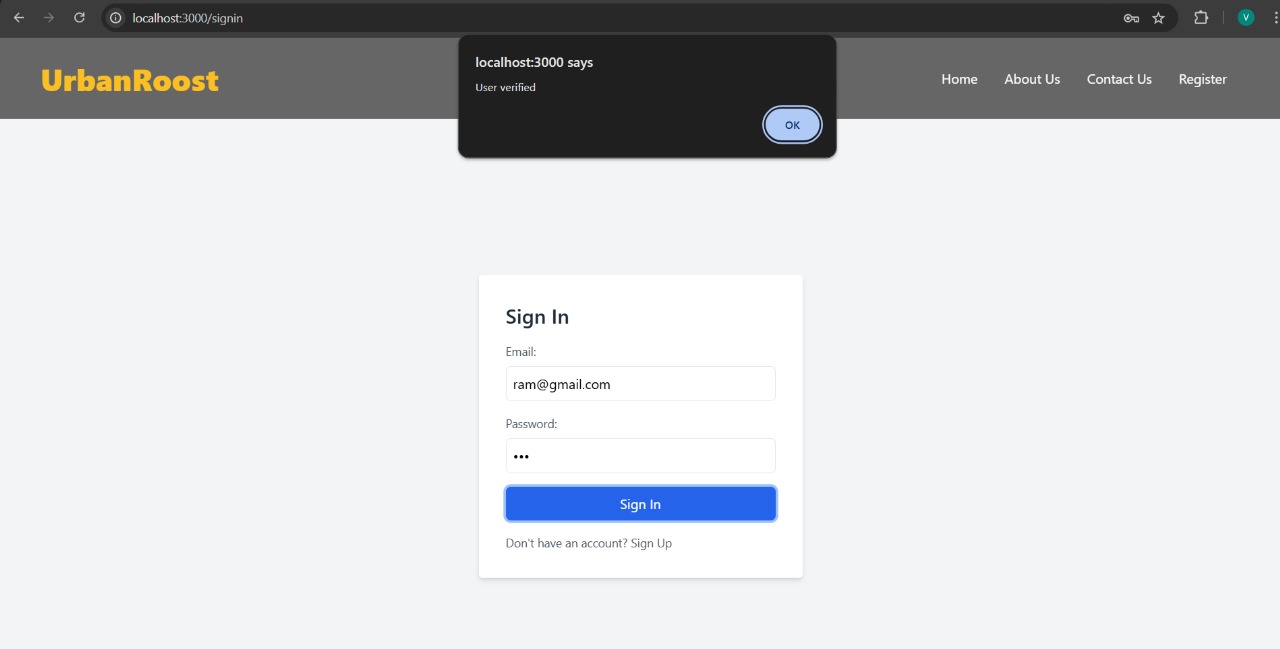 localhost:3000/signin
V
localhost:3000 says
User verified
OK
UrbanRoost
Home
About Us
Contact Us
Register
Sign In
Email:
ram@gmail.com
Password:
•••
Sign In
Don't have an account? Sign Up